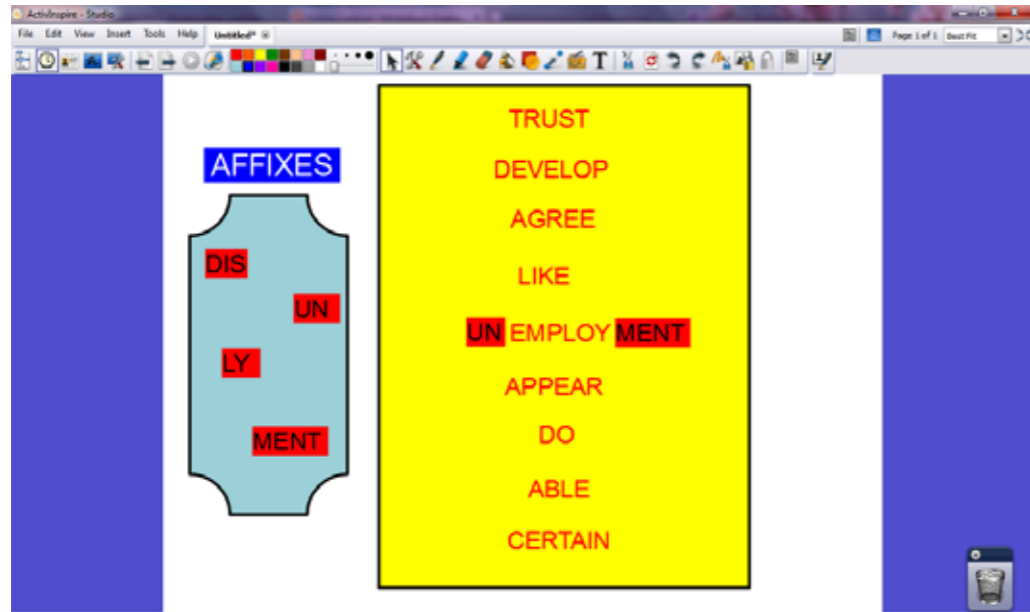 ActivInspire - Studio
File Edit View Insert Tools Help Untitled*
Page 1 of 1 Best Fit
AFFIXES
DIS
UN
LY
MENT
TRUST
DEVELOP
AGREE
LIKE
UN EMPLOY MENT
APPEAR
DO
ABLE
CERTAIN